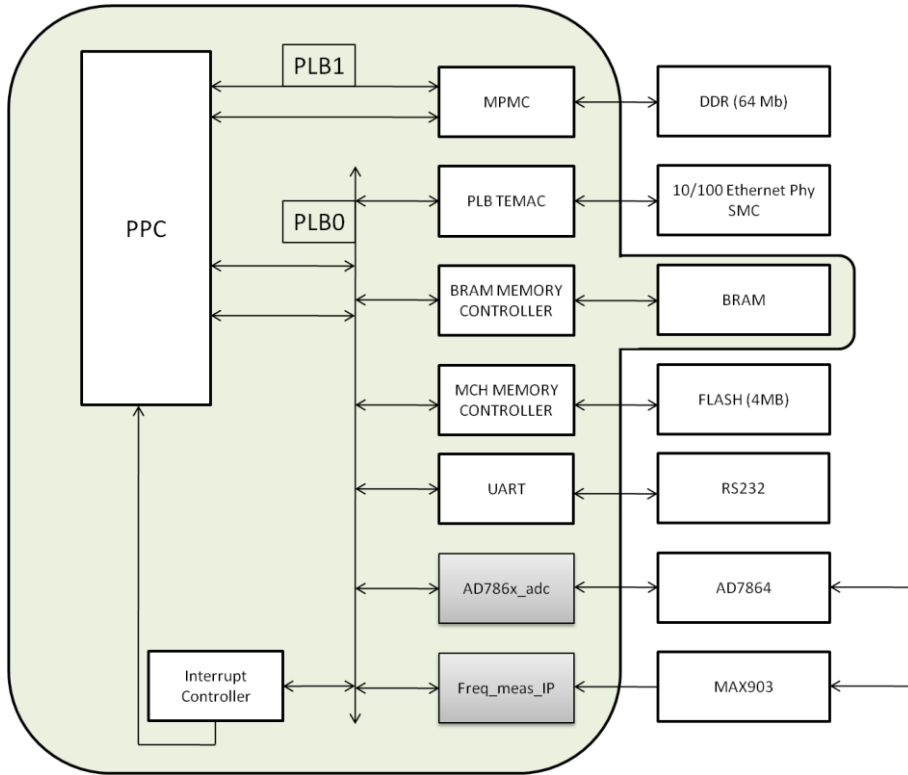 PLB1
MPMC
DDR (64 Mb)
PPC
PLB0
PLB TEMAC
10/100 Ethernet Phy
SMC
BRAM MEMORY
CONTROLLER
BRAM
MCH MEMORY
CONTROLLER
FLASH (4MB)
UART
RS232
AD786x_adc
AD7864
Interrupt
Controller
Freq_meas_IP
MAX903